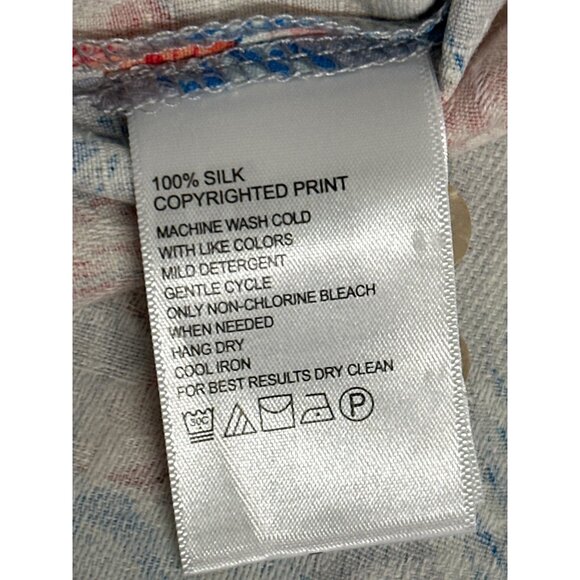 100% SILK
COPYRIGHTED PRINT
MACHINE WASH COLD
WITH LIKE COLORS
MILD DETERGENT
GENTLE CYCLE
ONLY NON-CHLORINE BLEACH
WHEN NEEDED
HANG DRY
COOL IRON
FOR BEST RESULTS DRY CLEAN
30C P